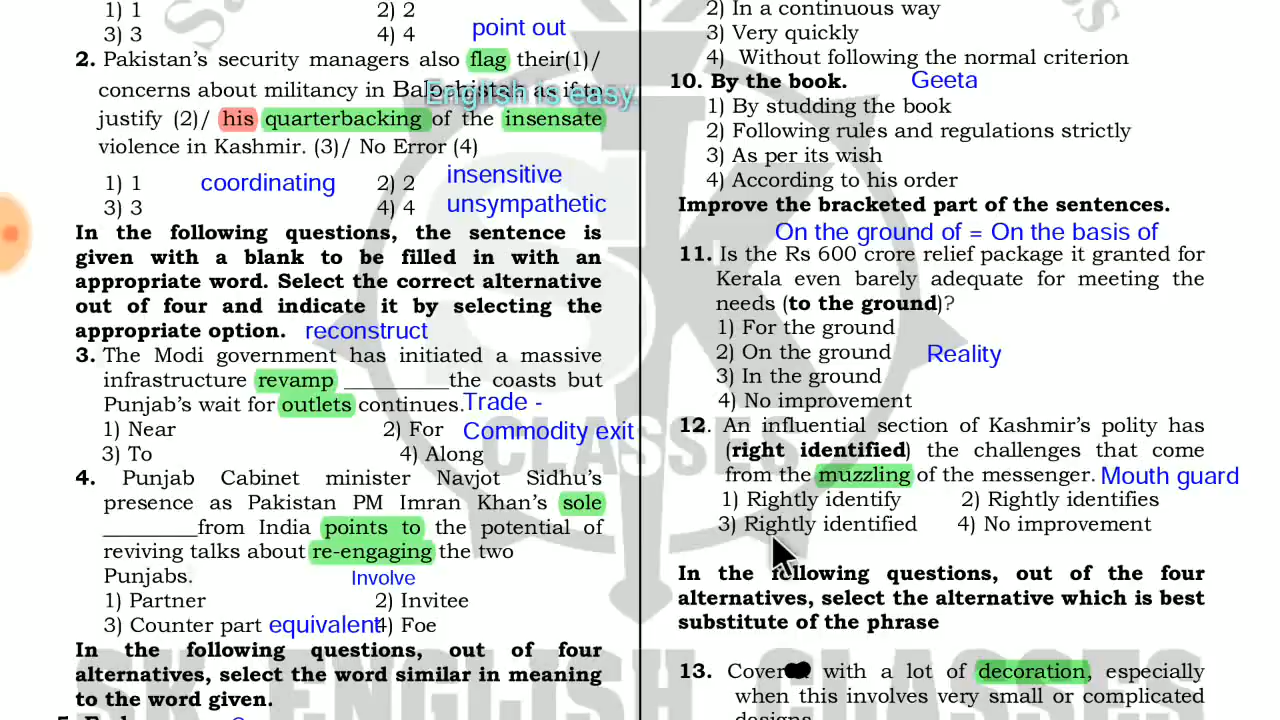 1) 1 2) 2
3) 3 4) 4 point out
2. Pakistan's security managers also flag their(1)/
concerns about militancy in Balochistan as if to
English is easy.
justify (2)/ his quarterbacking of the insensate
violence in Kashmir. (3)/ No Error (4)
1) 1 coordinating 2) 2 insensitive
3) 3 4) 4 unsympathetic
In the following questions, the sentence is
given with a blank to be filled in with an
appropriate word. Select the correct alternative
out of four and indicate it by selecting the
appropriate option. reconstruct
3. The Modi government has initiated a massive
infrastructure revamp __________the coasts but
Punjab's wait for outlets continues. Trade -
1) Near 2) For Commodity exit
3) To 4) Along
4. Punjab Cabinet minister Navjot Sidhu's
presence as Pakistan PM Imran Khan's sole
_________from India points to the potential of
reviving talks about re-engaging the two
Punjabs. Involve
1) Partner 2) Invitee
3) Counter part equivalent 4) Foe
In the following questions, out of four
alternatives, select the word similar in meaning
to the word given.
2) In a continuous way
3) Very quickly
4) Without following the normal criterion
10. By the book. Geeta
1) By studding the book
2) Following rules and regulations strictly
3) As per its wish
4) According to his order
Improve the bracketed part of the sentences.
On the ground of = On the basis of
11. Is the Rs 600 crore relief package it granted for
Kerala even barely adequate for meeting the
needs (to the ground)?
1) For the ground
2) On the ground Reality
3) In the ground
4) No improvement
12. An influential section of Kashmir's polity has
(right identified) the challenges that come
from the muzzling of the messenger. Mouth guard
1) Rightly identify 2) Rightly identifies
3) Rightly identified 4) No improvement
In the following questions, out of the four
alternatives, select the alternative which is best
substitute of the phrase
13. Cover with a lot of decoration, especially
when this involves very small or complicated
designs
SK ENGLISH CLASSES